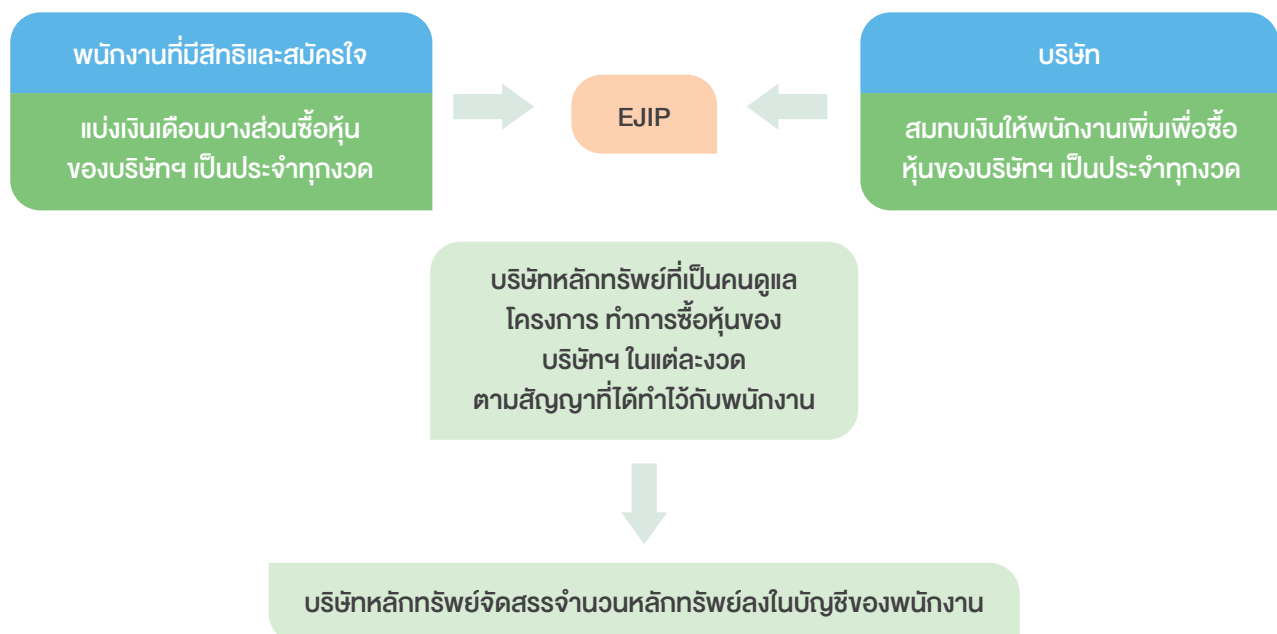 พนักงานที่มีสิทธิและสมัครใจ
แบ่งเงินเดือนบางส่วนซื้อหุ้น
ของบริษัทฯ เป็นประจำทุกงวด
EJIP
บริษัท
สมทบเงินให้พนักงานเพิ่มเพื่อซื้อ
หุ้นของบริษัทฯ เป็นประจำทุกงวด
บริษัทหลักทรัพย์ที่เป็นคนดูแล
โครงการ ทำการซื้อหุ้นของ
บริษัทฯ ในแต่ละงวด
ตามสัญญาที่ได้ทำไว้กับพนักงาน
บริษัทหลักทรัพย์จัดสรรจำนวนหลักทรัพย์ลงในบัญชีของพนักงาน